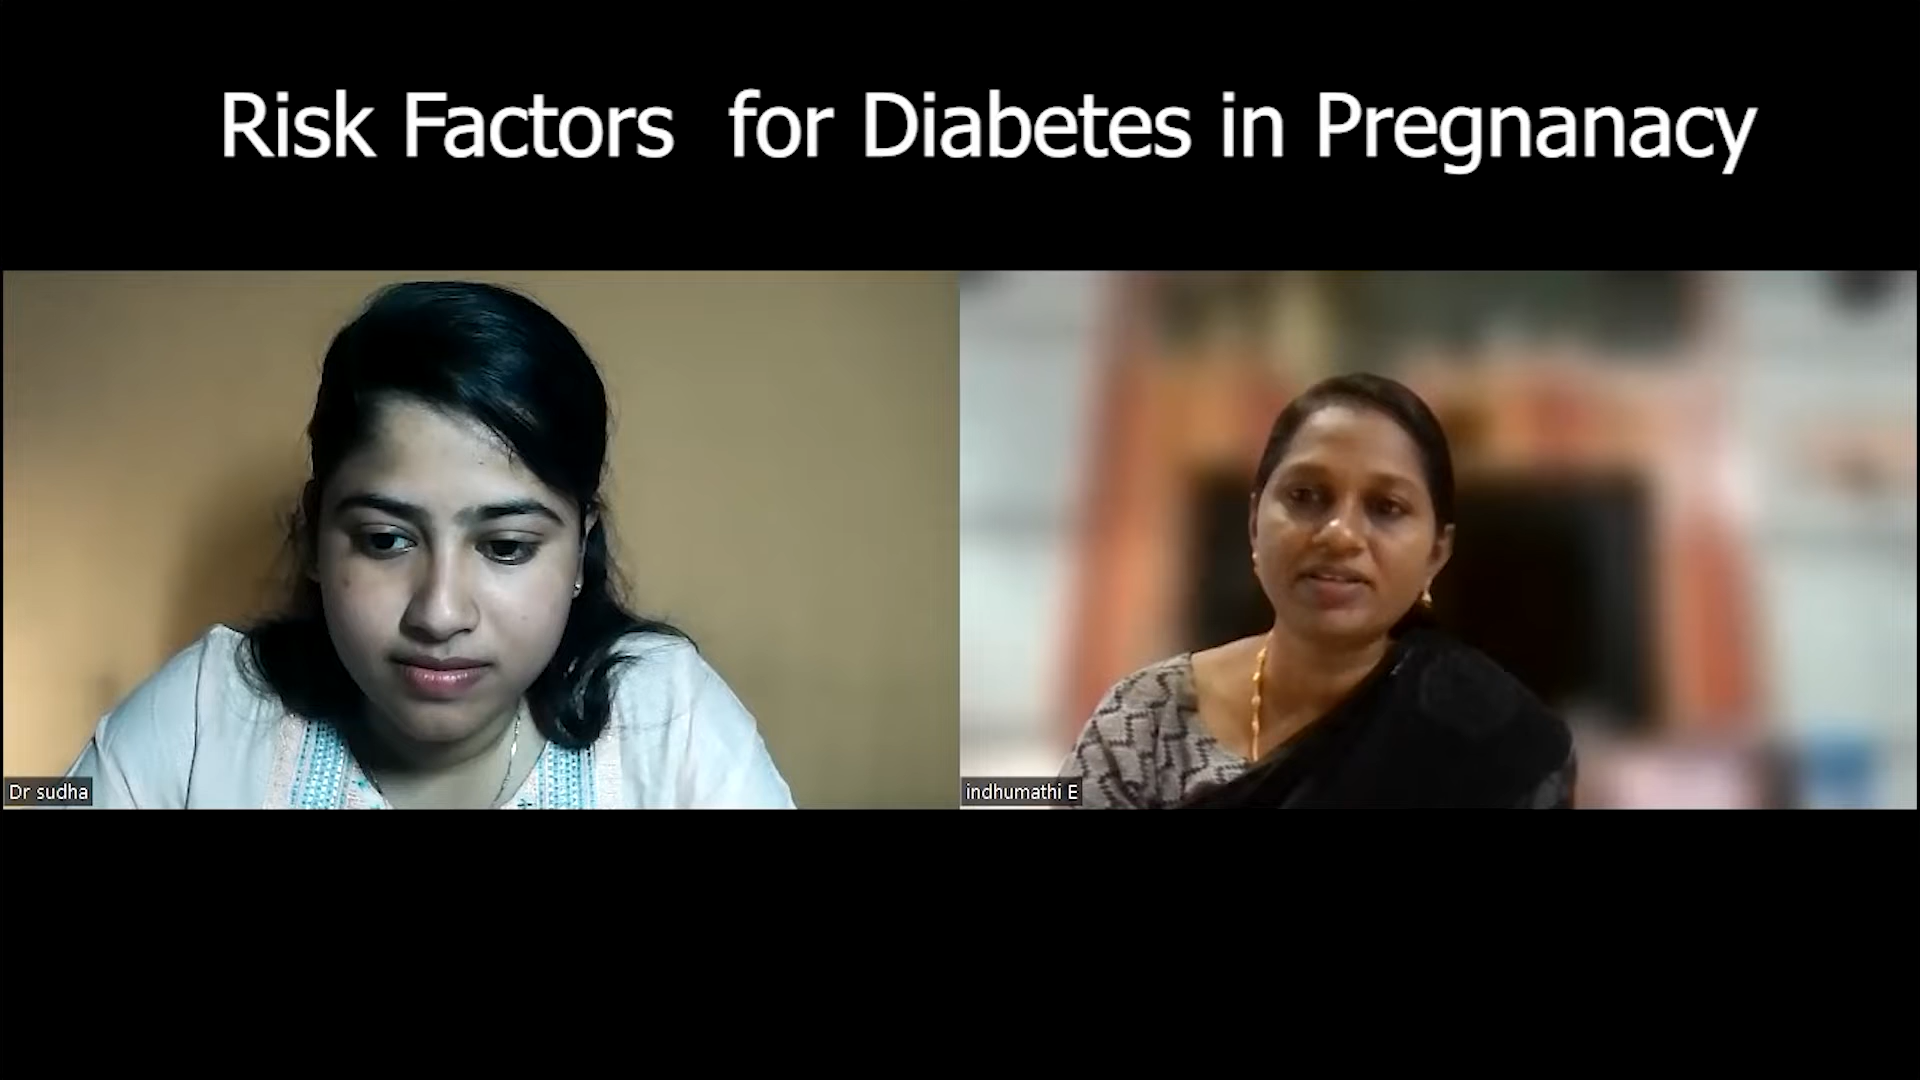 Risk Factors  for Diabetes in Pregnanacy
Dr sudha
indhumathi E